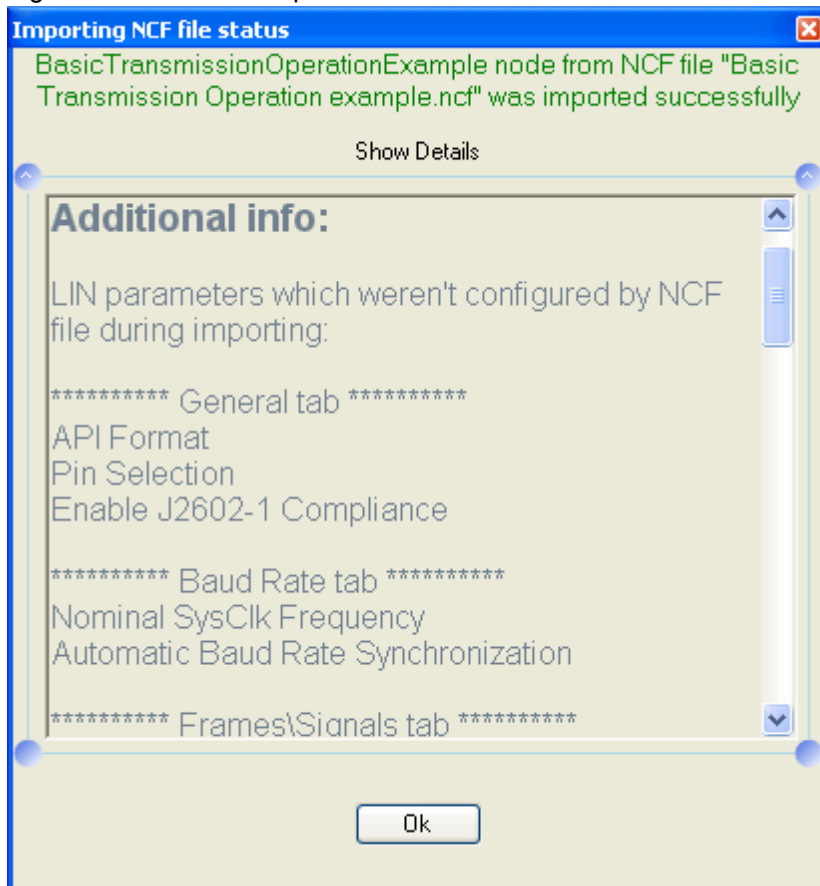 Importing NCF file status
BasicTransmissionOperationExample node from NCF file "Basic
Transmission Operation example.ncf" was imported successfully
Show Details
Additional info:
LIN parameters which weren't configured by NCF
file during importing:
********** General tab **********
API Format
Pin Selection
Enable J2602-1 Compliance
********** Baud Rate tab **********
Nominal SysClk Frequency
Automatic Baud Rate Synchronization
********** Frames\Signals tab **********
Ok